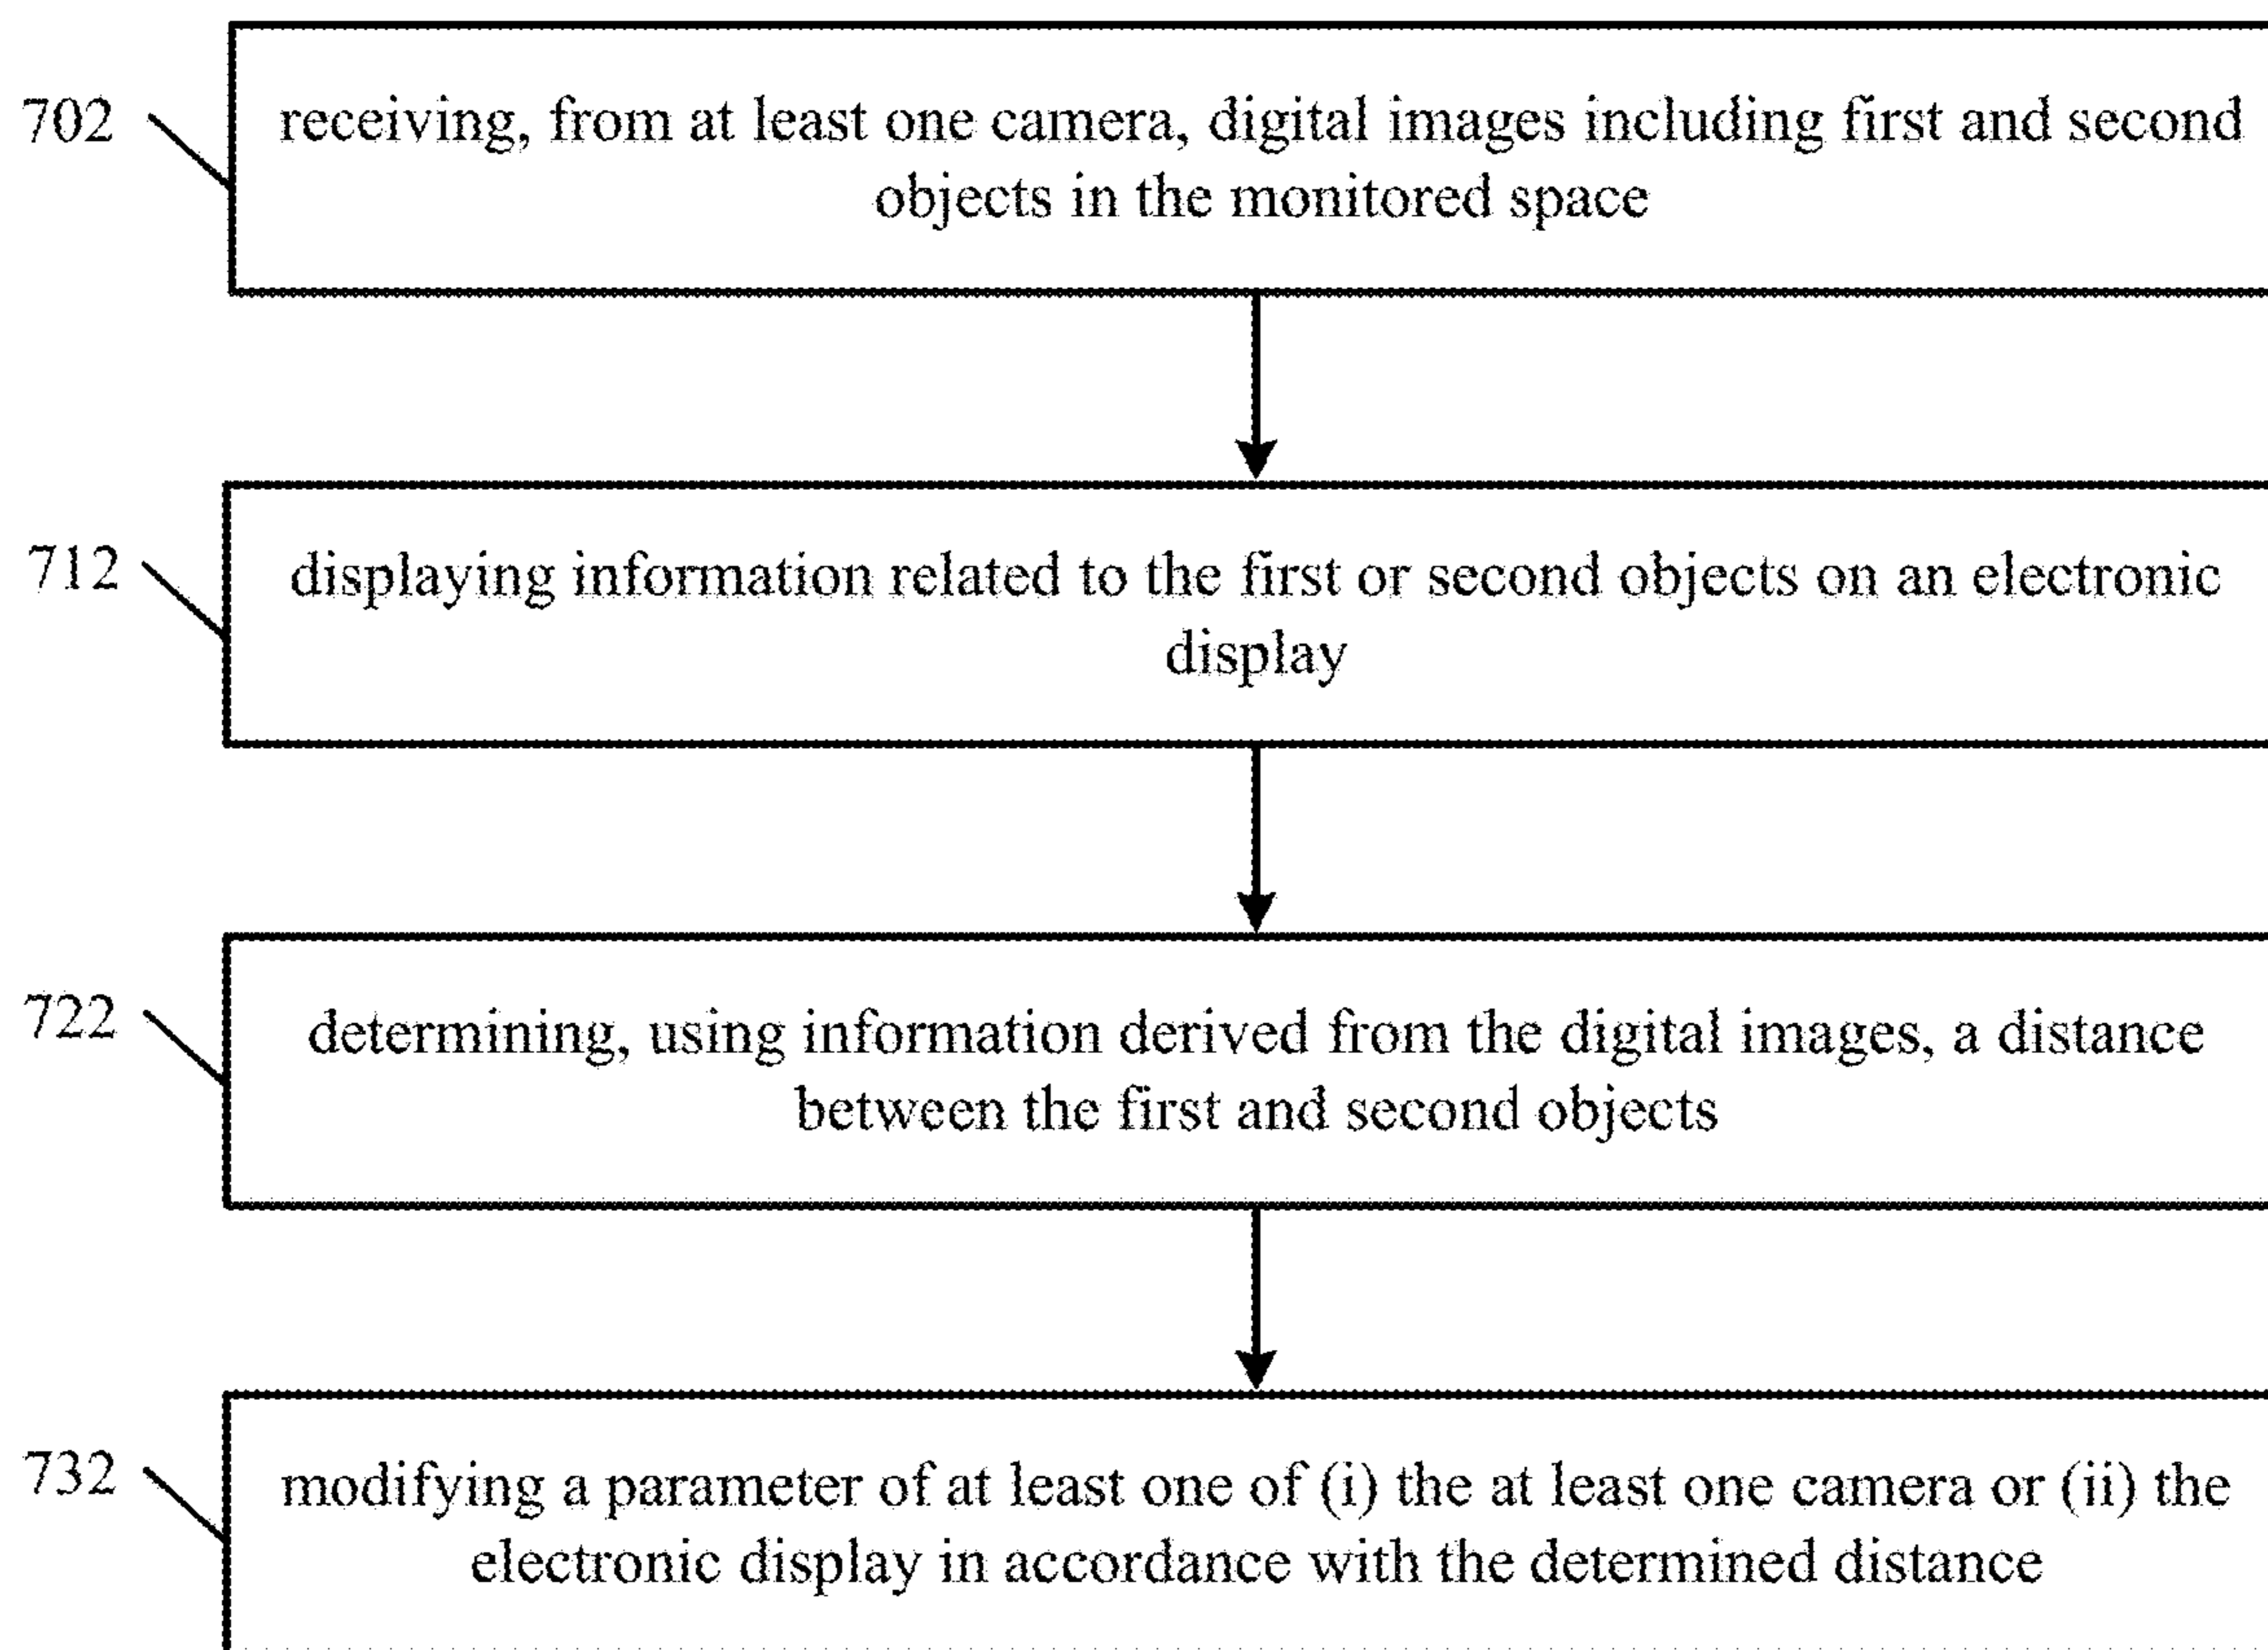 702
receiving, from at least one camera, digital images including first and second
objects in the monitored space
712
displaying information related to the first or second objects on an electronic
display
722
determining, using information derived from the digital images, a distance
between the first and second objects
732
modifying a parameter of at least one of (i) the at least one camera or (ii) the
electronic display in accordance with the determined distance